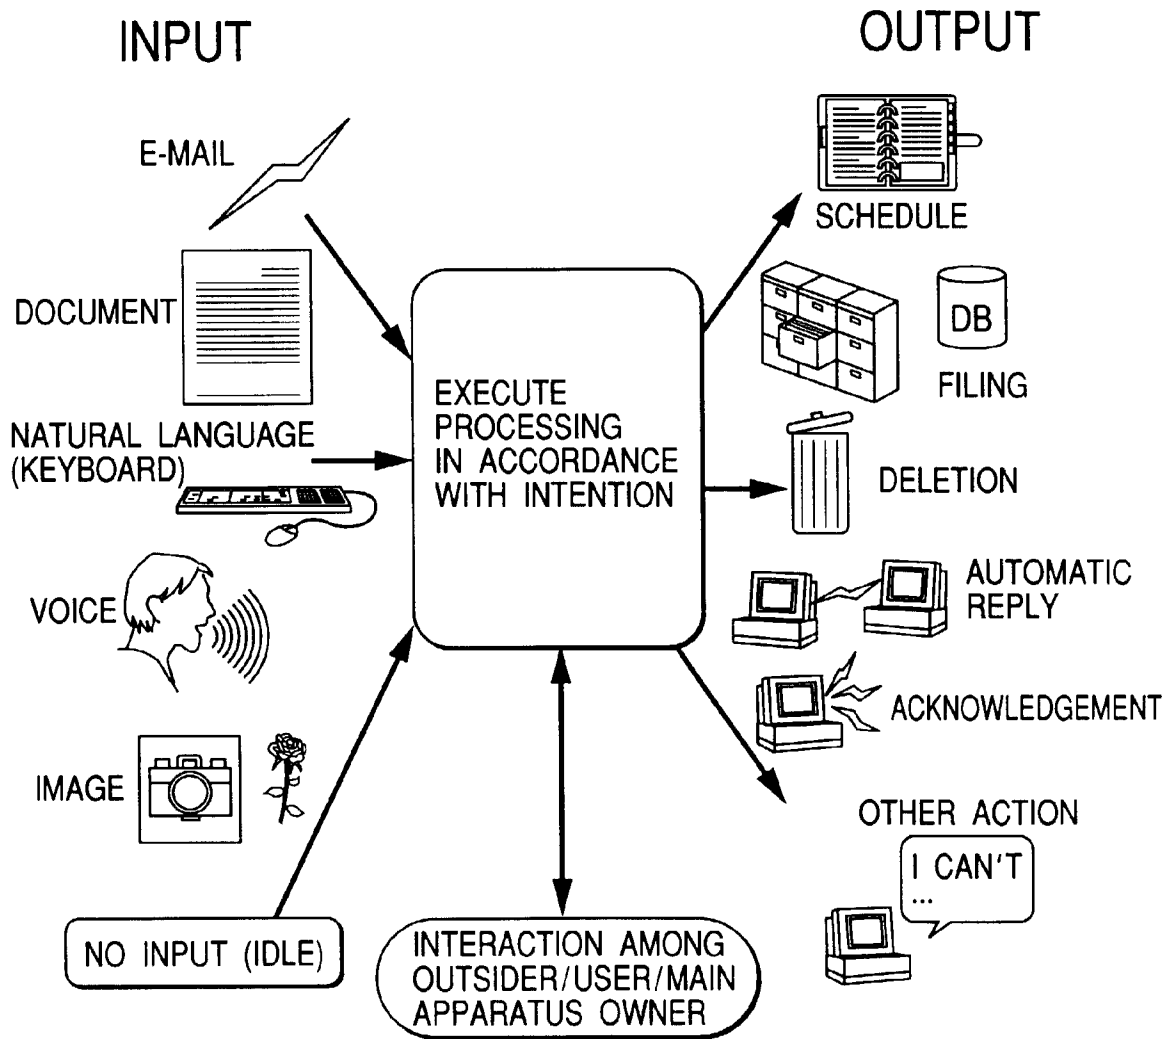 INPUT
OUTPUT
E-MAIL
DOCUMENT
NATURAL LANGUAGE
(KEYBOARD)
VOICE
IMAGE
NO INPUT (IDLE)
EXECUTE
PROCESSING
IN ACCORDANCE
WITH INTENTION
INTERACTION AMONG
OUTSIDER/USER/MAIN
APPARATUS OWNER
SCHEDULE
DB
FILING
DELETION
AUTOMATIC
REPLY
ACKNOWLEDGEMENT
OTHER ACTION
I CAN'T
...